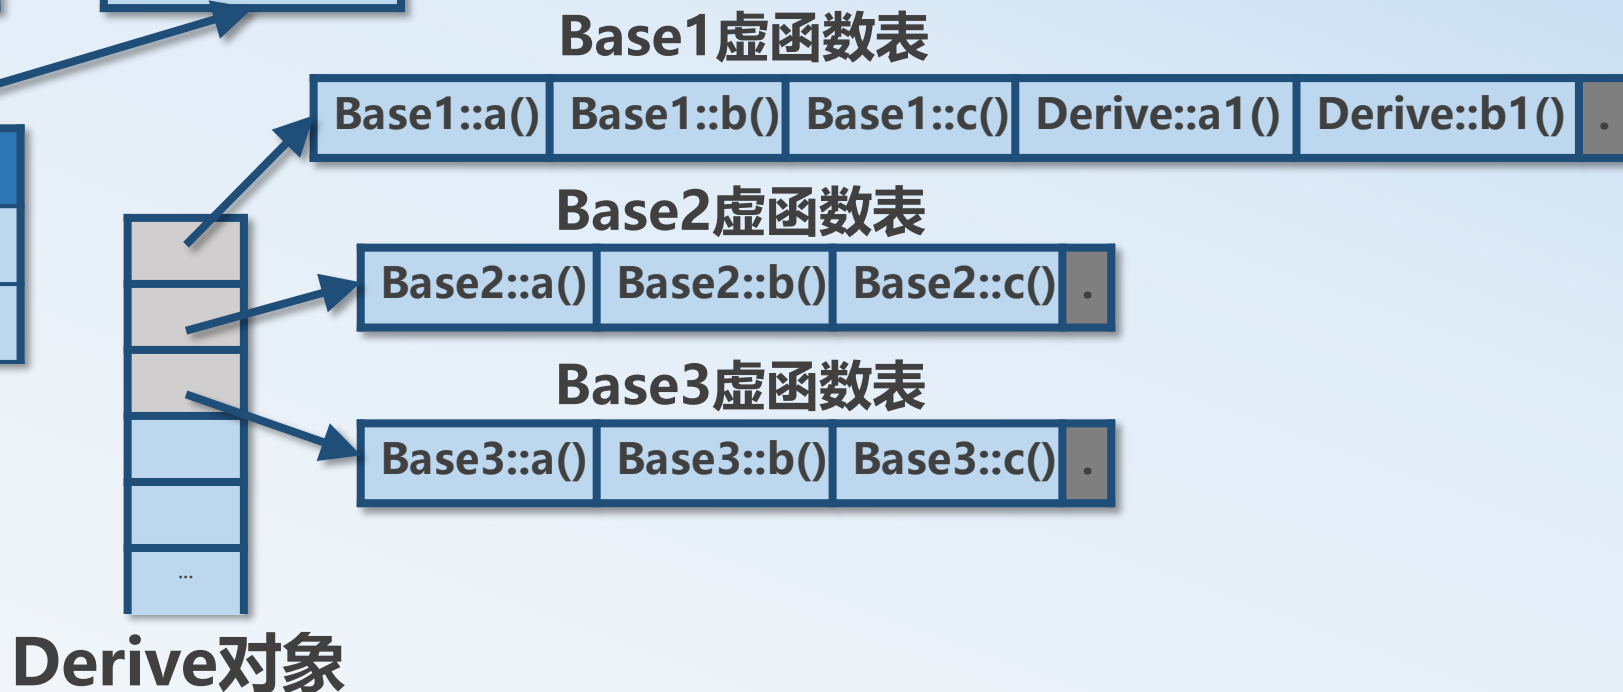 Base1虚函数表
Base1::a() Base1::b() Base1::c() Derive::a1() Derive::b1() .
Base2虚函数表
Base2::a() Base2::b() Base2::c() .
Base3虚函数表
Base3::a() Base3::b() Base3::c() .
...
Derive对象